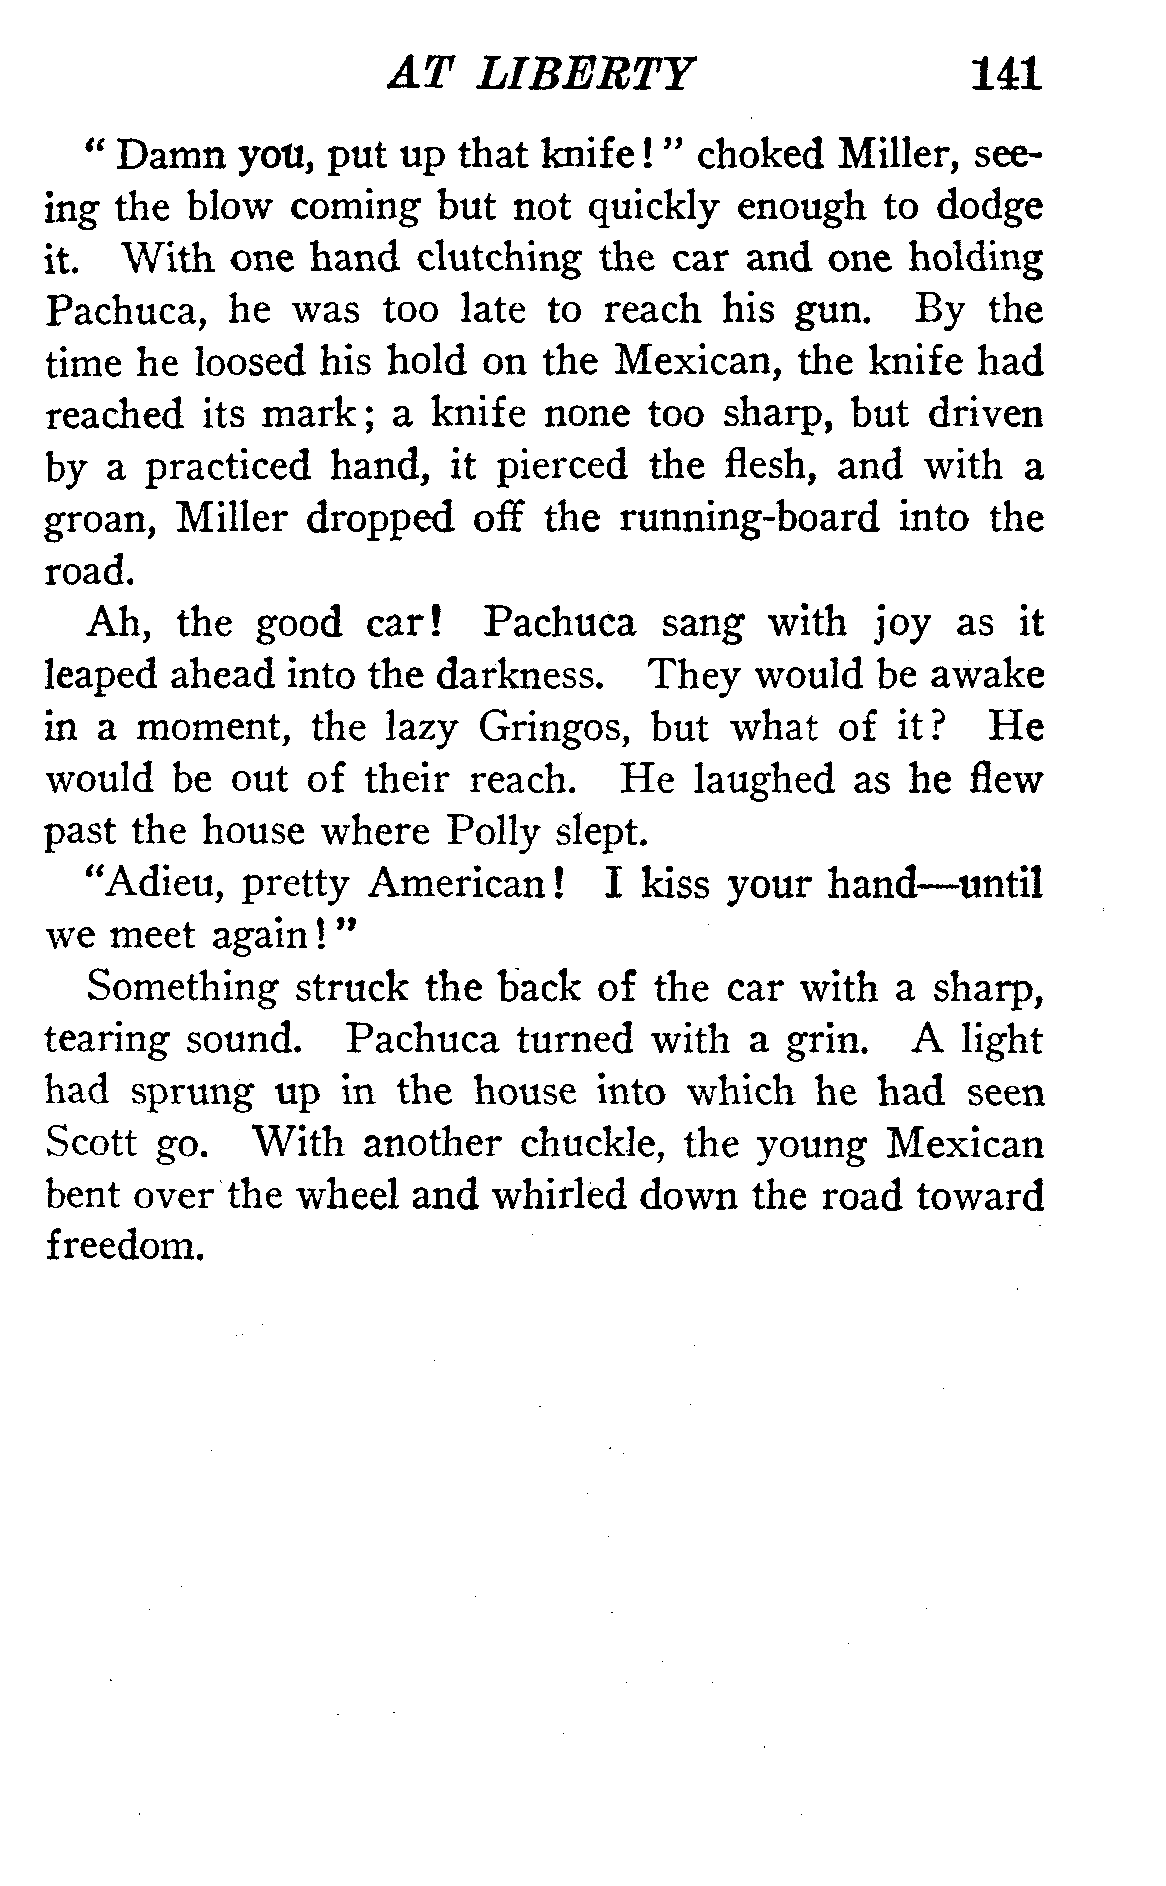 AT LIBERTY 141
" Damn you, put up that knife! " choked Miller, see-
ing the blow coming but not quickly enough to dodge
it. With one hand clutching the car and one holding
Pachuca, he was too late to reach his gun. By the
time he loosed his hold on the Mexican, the knife had
reached its mark; a knife none too sharp, but driven
by a practiced hand, it pierced the flesh, and with a
groan, Miller dropped off the running-board into the
road.
Ah, the good car! Pachuca sang with joy as it
leaped ahead into the darkness. They would be awake
in a moment, the lazy Gringos, but what of it? He
would be out of their reach. He laughed as he flew
past the house where Polly slept.
"Adieu, pretty American! I kiss your hand—until
we meet again!"
Something struck the back of the car with a sharp,
tearing sound. Pachuca turned with a grin. A light
had sprung up in the house into which he had seen
Scott go. With another chuckle, the young Mexican
bent over the wheel and whirled down the road toward
freedom.